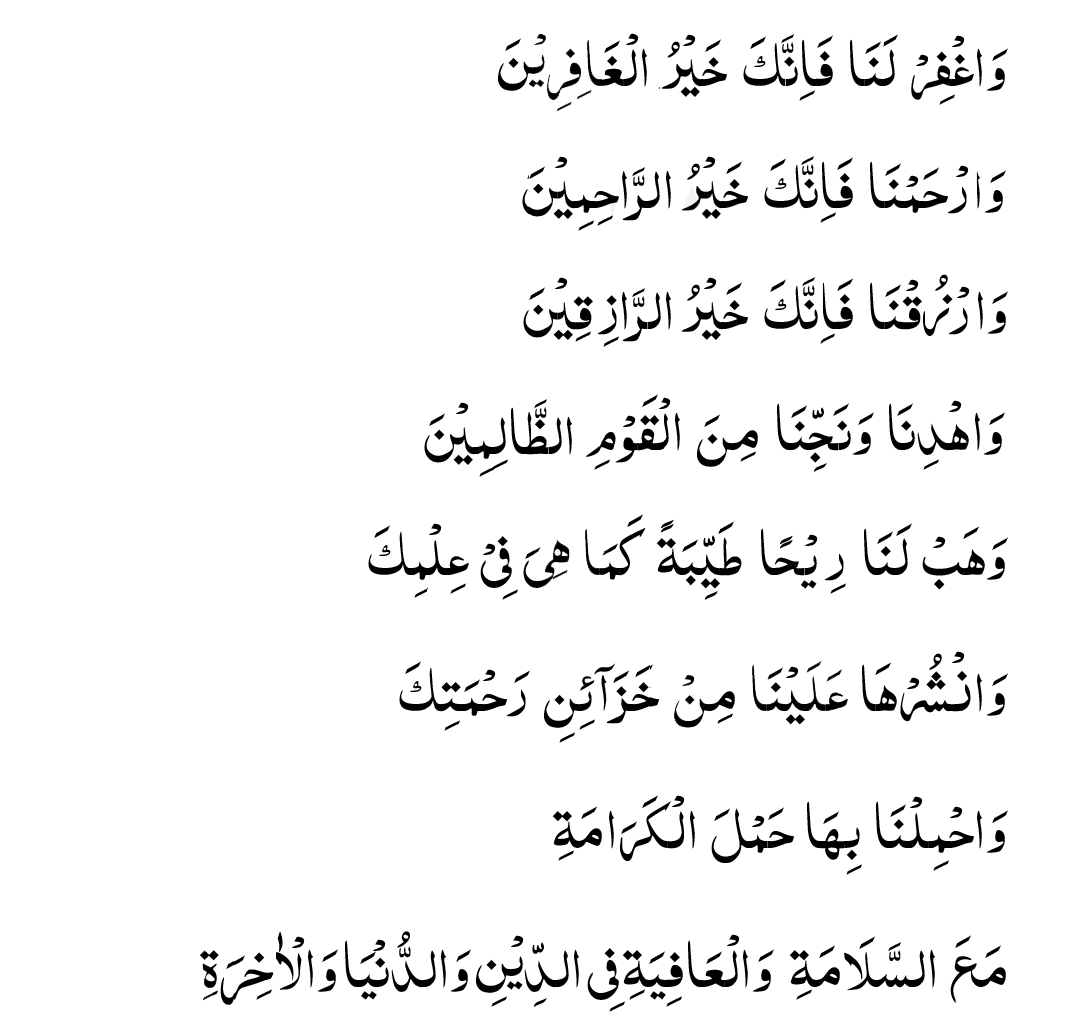 وَاغْفِرْ لَنَا فَاِنَّكَ خَيْرُ الْغَافِرِيْنَ
وَارْحَمْنَا فَاِنَّكَ خَيْرُ الرَّاحِمِيْنَ
وَارْزُقْنَا فَاِنَّكَ خَيْرُ الرَّازِقِيْنَ
وَاهْدِنَا وَنَجِّنَا مِنَ الْقَوْمِ الظَّالِمِيْنَ
وَهَبْ لَنَا رِيْحًا طَيِّبَةً كَمَا هِىَ فِىْ عِلْمِكَ
وَانْشُرْهَا عَلَيْنَا مِنْ خَزَآئِنِ رَحْمَتِكَ
وَاحْمِلْنَا بِهَا حَمْلَ الْكَرَامَةِ
مَعَ السَّلَامَةِ وَالْعَافِيَةِ فِى الدِّيْنِ وَالدُّنْيَا وَالْاٰخِرَةِ